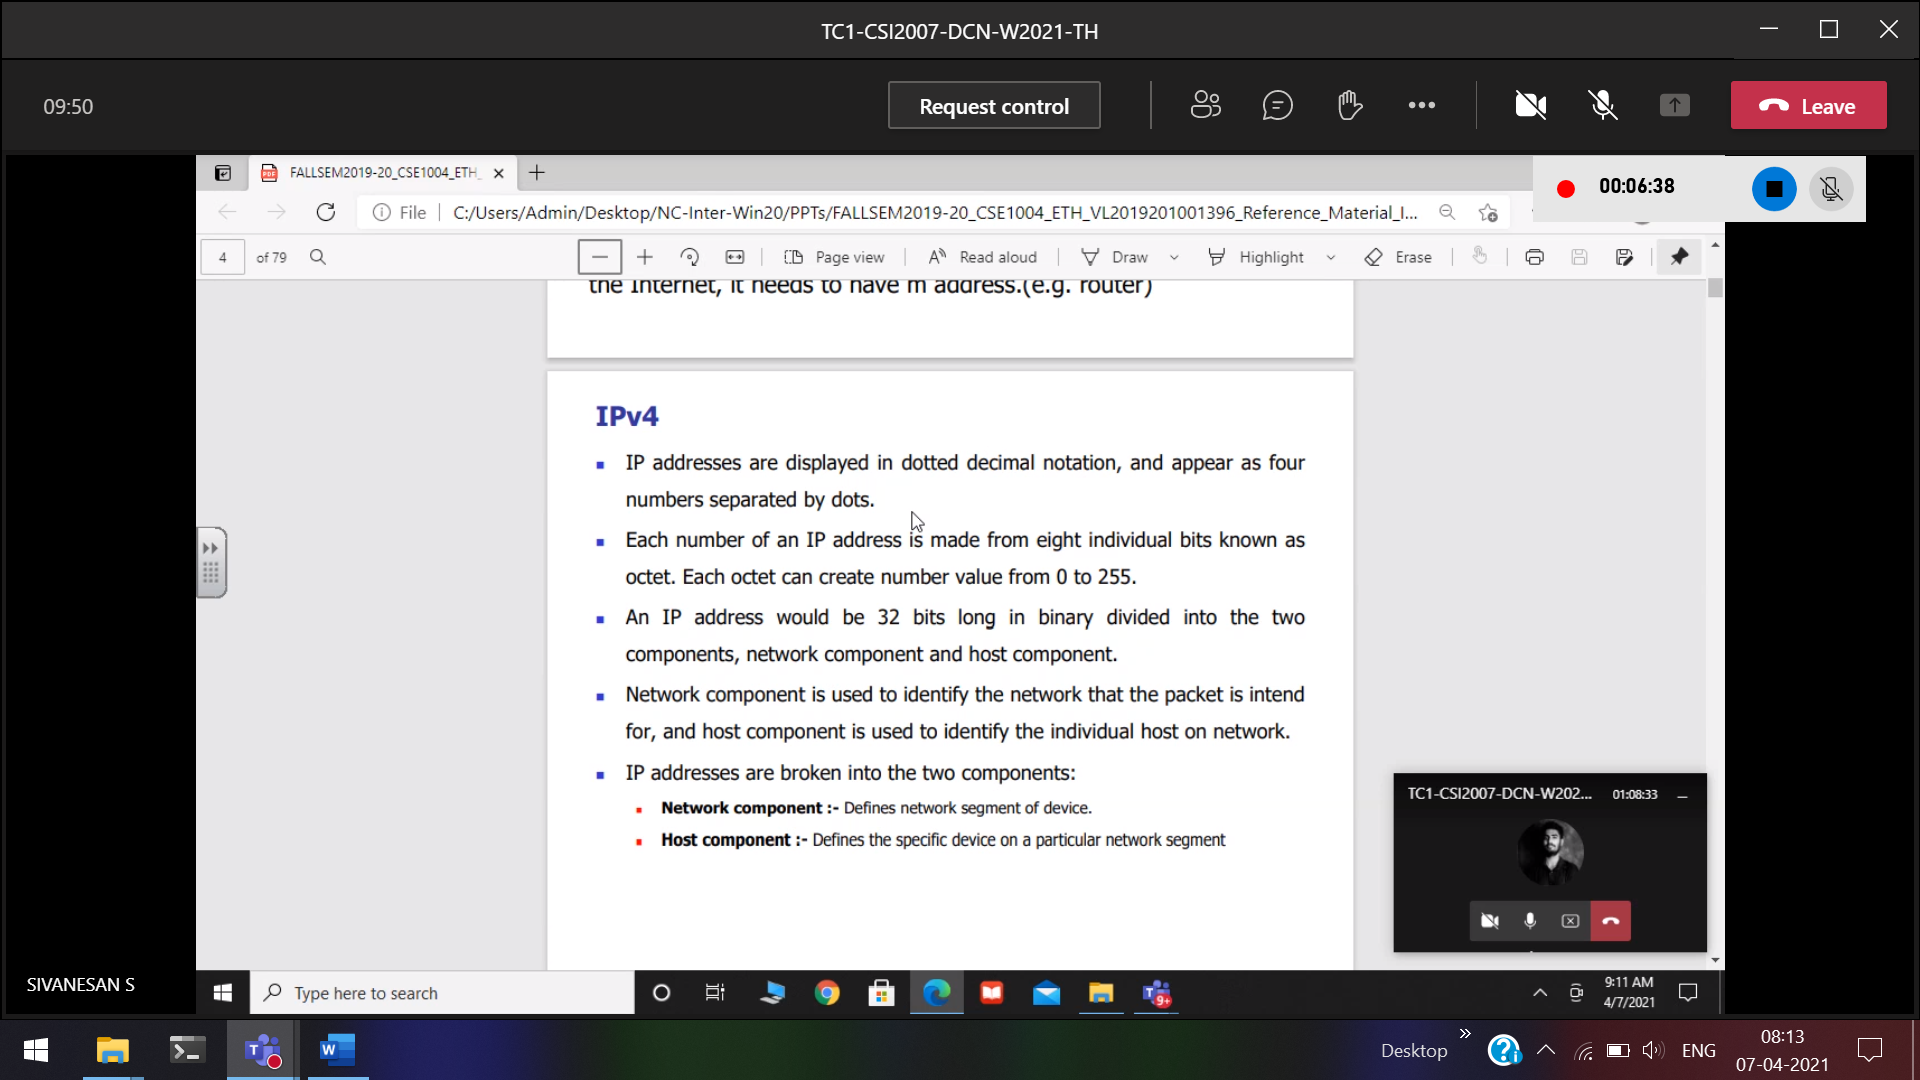 TC1-CSI2007-DCN-W2021-TH
09:50
Request control
Leave
FALLSEM2019-20_CSE1004_ETH_
00:06:38
File
C:/Users/Admin/Desktop/NC-Inter-Win20/PPTs/FALLSEM2019-20_CSE1004_ETH_VL2019201001396_Reference_Material_I...
4 of 79
Page view
Read aloud
Draw
Highlight
Erase
the Internet, it needs to have m address.(e.g. router)
IPv4
IP addresses are displayed in dotted decimal notation, and appear as four
numbers separated by dots.
Each number of an IP address is made from eight individual bits known as
octet. Each octet can create number value from 0 to 255.
An IP address would be 32 bits long in binary divided into the two
components, network component and host component.
Network component is used to identify the network that the packet is intend
for, and host component is used to identify the individual host on network.
IP addresses are broken into the two components:
Network component :- Defines network segment of device.
Host component :- Defines the specific device on a particular network segment
TC1-CSI2007-DCN-W202...
01:08:33
SIVANESAN S
Type here to search
9+
9:11 AM
4/7/2021
Desktop
ENG
08:13
07-04-2021